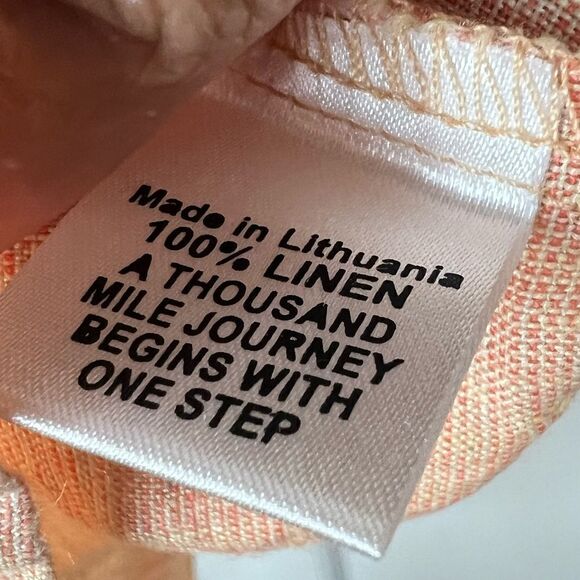 Made in Lithuania
100% LINEN
A THOUSAND
MILE JOURNEY
BEGINS WITH
ONE STEP